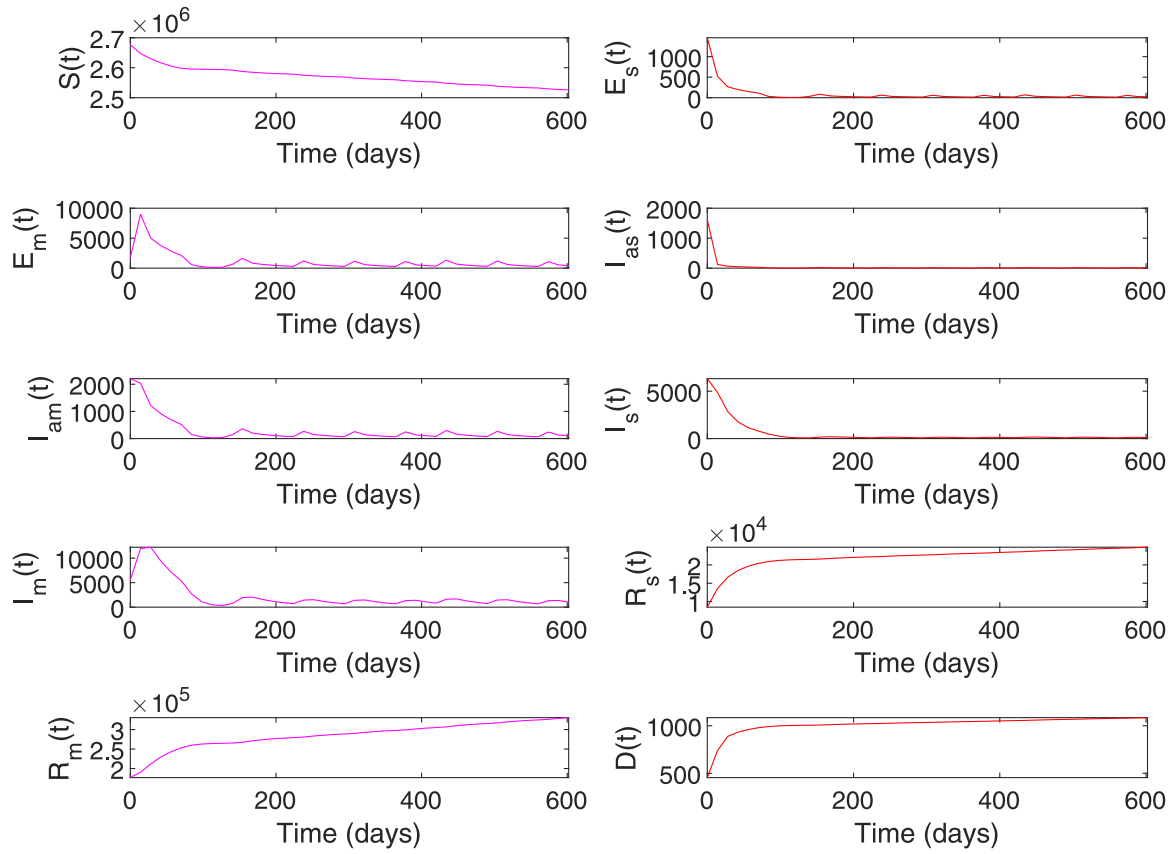 × 10^6
2.7
2.6
2.5
S(t)
0 200 400 600
Time (days)
1000
500
0
E_s(t)
0 200 400 600
Time (days)
10000
5000
0
E_m(t)
0 200 400 600
Time (days)
2000
1000
0
I_as(t)
0 200 400 600
Time (days)
2000
1000
0
I_am(t)
0 200 400 600
Time (days)
5000
0
I_s(t)
0 200 400 600
Time (days)
10000
5000
0
I_m(t)
0 200 400 600
Time (days)
× 10^4
2
1.5
1
R_s(t)
0 200 400 600
Time (days)
× 10^5
3
2.5
2
R_m(t)
0 200 400 600
Time (days)
1000
500
D(t)
0 200 400 600
Time (days)